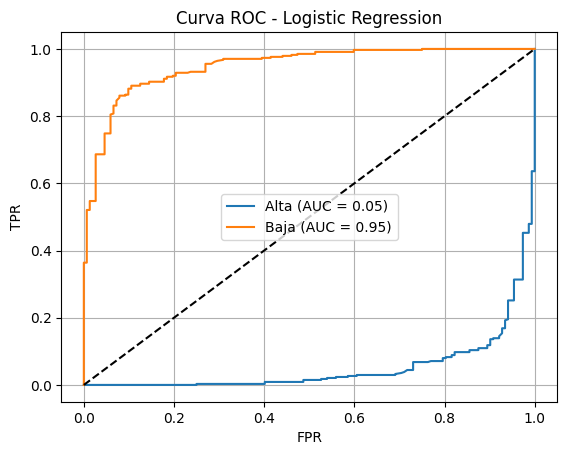 Curva ROC - Logistic Regression
TPR
1.0
0.8
0.6
0.4
0.2
0.0
Alta (AUC = 0.05)
Baja (AUC = 0.95)
0.0 0.2 0.4 0.6 0.8 1.0
FPR